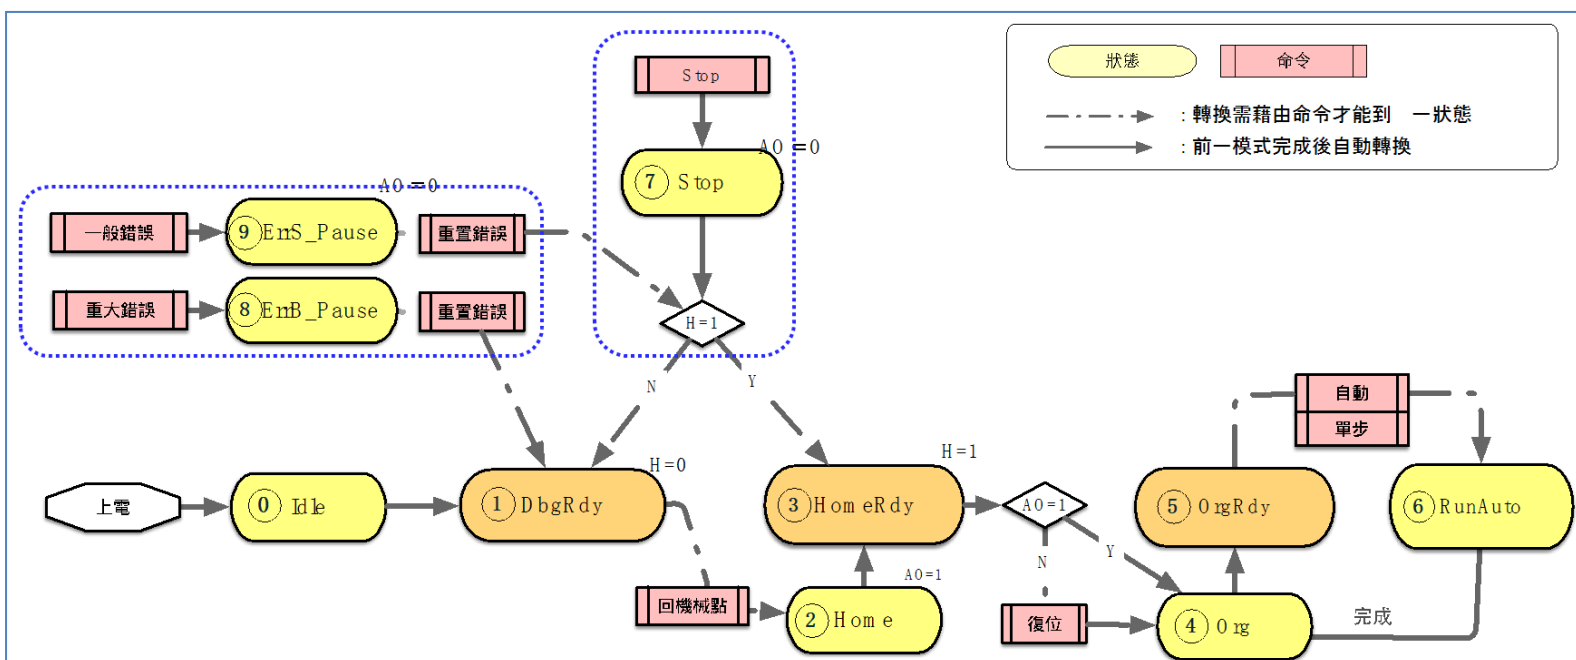 Stop
狀態
命令
：轉換需藉由命令才能到 一狀態
：前一模式完成後自動轉換
AO=0
7 Stop
AO=0
一般錯誤
9 ErrS_Pause
重置錯誤
重大錯誤
8 ErrB_Pause
重置錯誤
H=1
N
Y
自動
單步
H=0
H=1
上電
0 Idle
1 DbgRdy
3 HomeRdy
AO=1
5 OrgRdy
6 RunAuto
N
Y
AO=1
回機械點
2 Home
復位
4 Org
完成